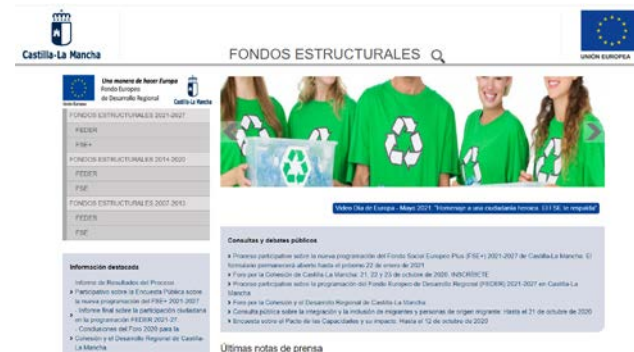 Castilla-La Mancha
FONDOS ESTRUCTURALES
UNIÓN EUROPEA
Una manera de hacer Europa
Fondo Europeo
de Desarrollo Regional
Castilla-La Mancha
FONDOS ESTRUCTURALES 2021-2027
FEDER
FSE+
FONDOS ESTRUCTURALES 2014-2020
FEDER
FSE
FONDOS ESTRUCTURALES 2007-2013
FEDER
FSE
Video Día de Europa - Mayo 2021. "Homenaje a una ciudadanía heroica. El FSE te respalda"
Consultas y debates públicos
Proceso participativo sobre la nueva programación del Fondo Social Europeo Plus (FSE+) 2021-2027 de Castilla-La Mancha. El
formulario permanecerá abierto hasta el próximo 22 de enero de 2021
Foro por la Cohesión de Castilla-La Mancha: 21, 22 y 23 de octubre de 2020. INSCRÍBETE
Proceso participativo sobre la programación del Fondo Europeo de Desarrollo Regional (FEDER) 2021-2027 en Castilla-La
Mancha
Foro por la Cohesión y el Desarrollo Regional de Castilla-La Mancha
Consulta pública sobre la integración y la inclusión de migrantes y personas de origen migrante. Hasta el 21 de octubre de 2020
Encuesta sobre el Pacto de las Capacidades y su impacto. Hasta el 12 de octubre de 2020
Información destacada
Informe de Resultados del Proceso
Participativo sobre la Encuesta Pública sobre
la nueva programación del FSE+ 2021-2027
- Informe final sobre la participación ciudadana
en la programación FEDER 2021-27
- Conclusiones del Foro 2020 para la
Cohesión y el Desarrollo Regional de Castilla-
La Mancha
Últimas notas de prensa